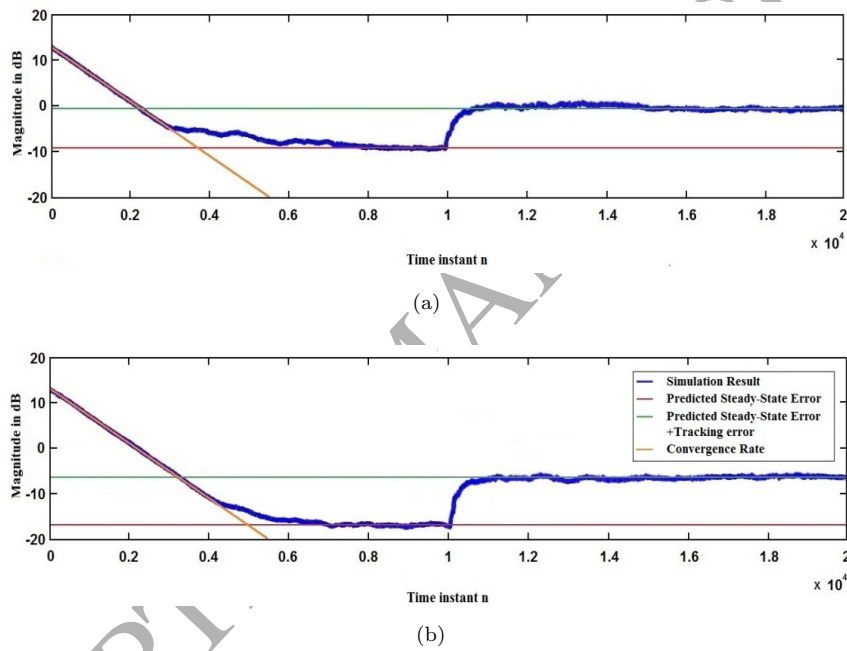 20
10
0
-10
-20
Magnitude in dB
0 0.2 0.4 0.6 0.8 1 1.2 1.4 1.6 1.8 2
x 10^4
Time instant n
(a)
20
10
0
-10
-20
Magnitude in dB
Simulation Result
Predicted Steady-State Error
Predicted Steady-State Error
+Tracking error
Convergence Rate
0 0.2 0.4 0.6 0.8 1 1.2 1.4 1.6 1.8 2
x 10^4
Time instant n
(b)